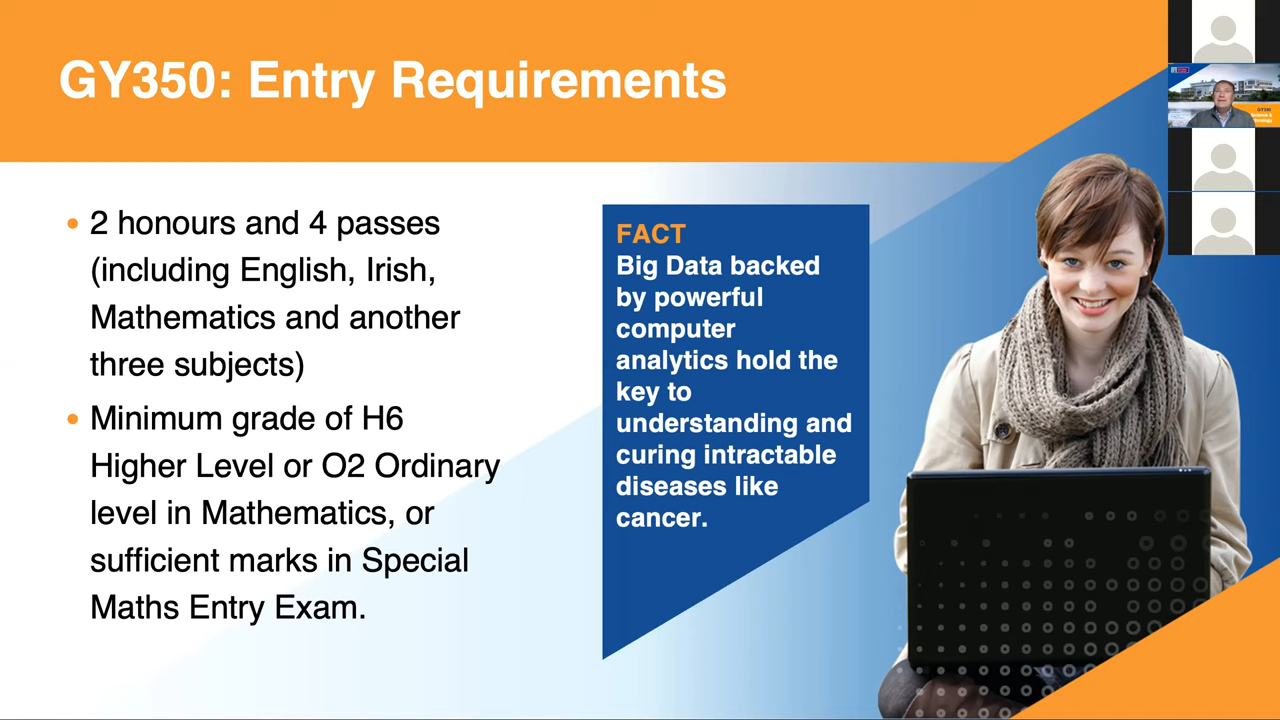 GY350: Entry Requirements
• 2 honours and 4 passes
(including English, Irish,
Mathematics and another
three subjects)
• Minimum grade of H6
Higher Level or O2 Ordinary
level in Mathematics, or
sufficient marks in Special
Maths Entry Exam.
FACT
Big Data backed
by powerful
computer
analytics hold the
key to
understanding and
curing intractable
diseases like
cancer.
GY350